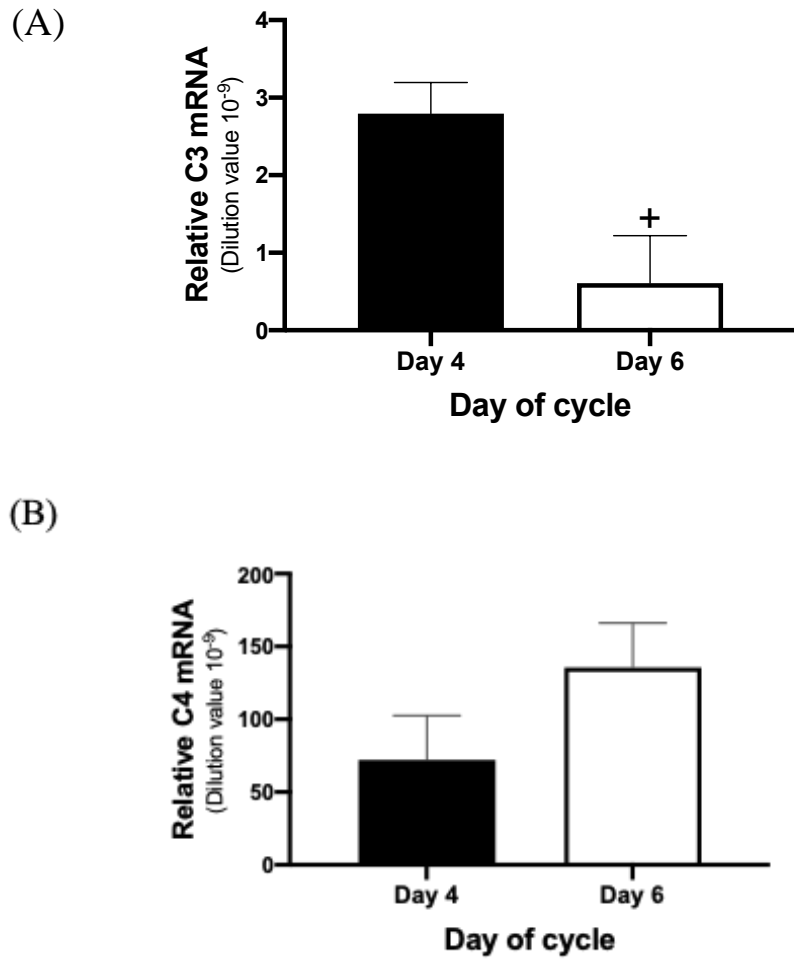 (A)
Relative C3 mRNA
(Dilution value 10⁻⁹)
4
3
2
1
0
+
Day 4 Day 6
Day of cycle
(B)
Relative C4 mRNA
(Dilution value 10⁻⁹)
200
150
100
50
0
Day 4 Day 6
Day of cycle